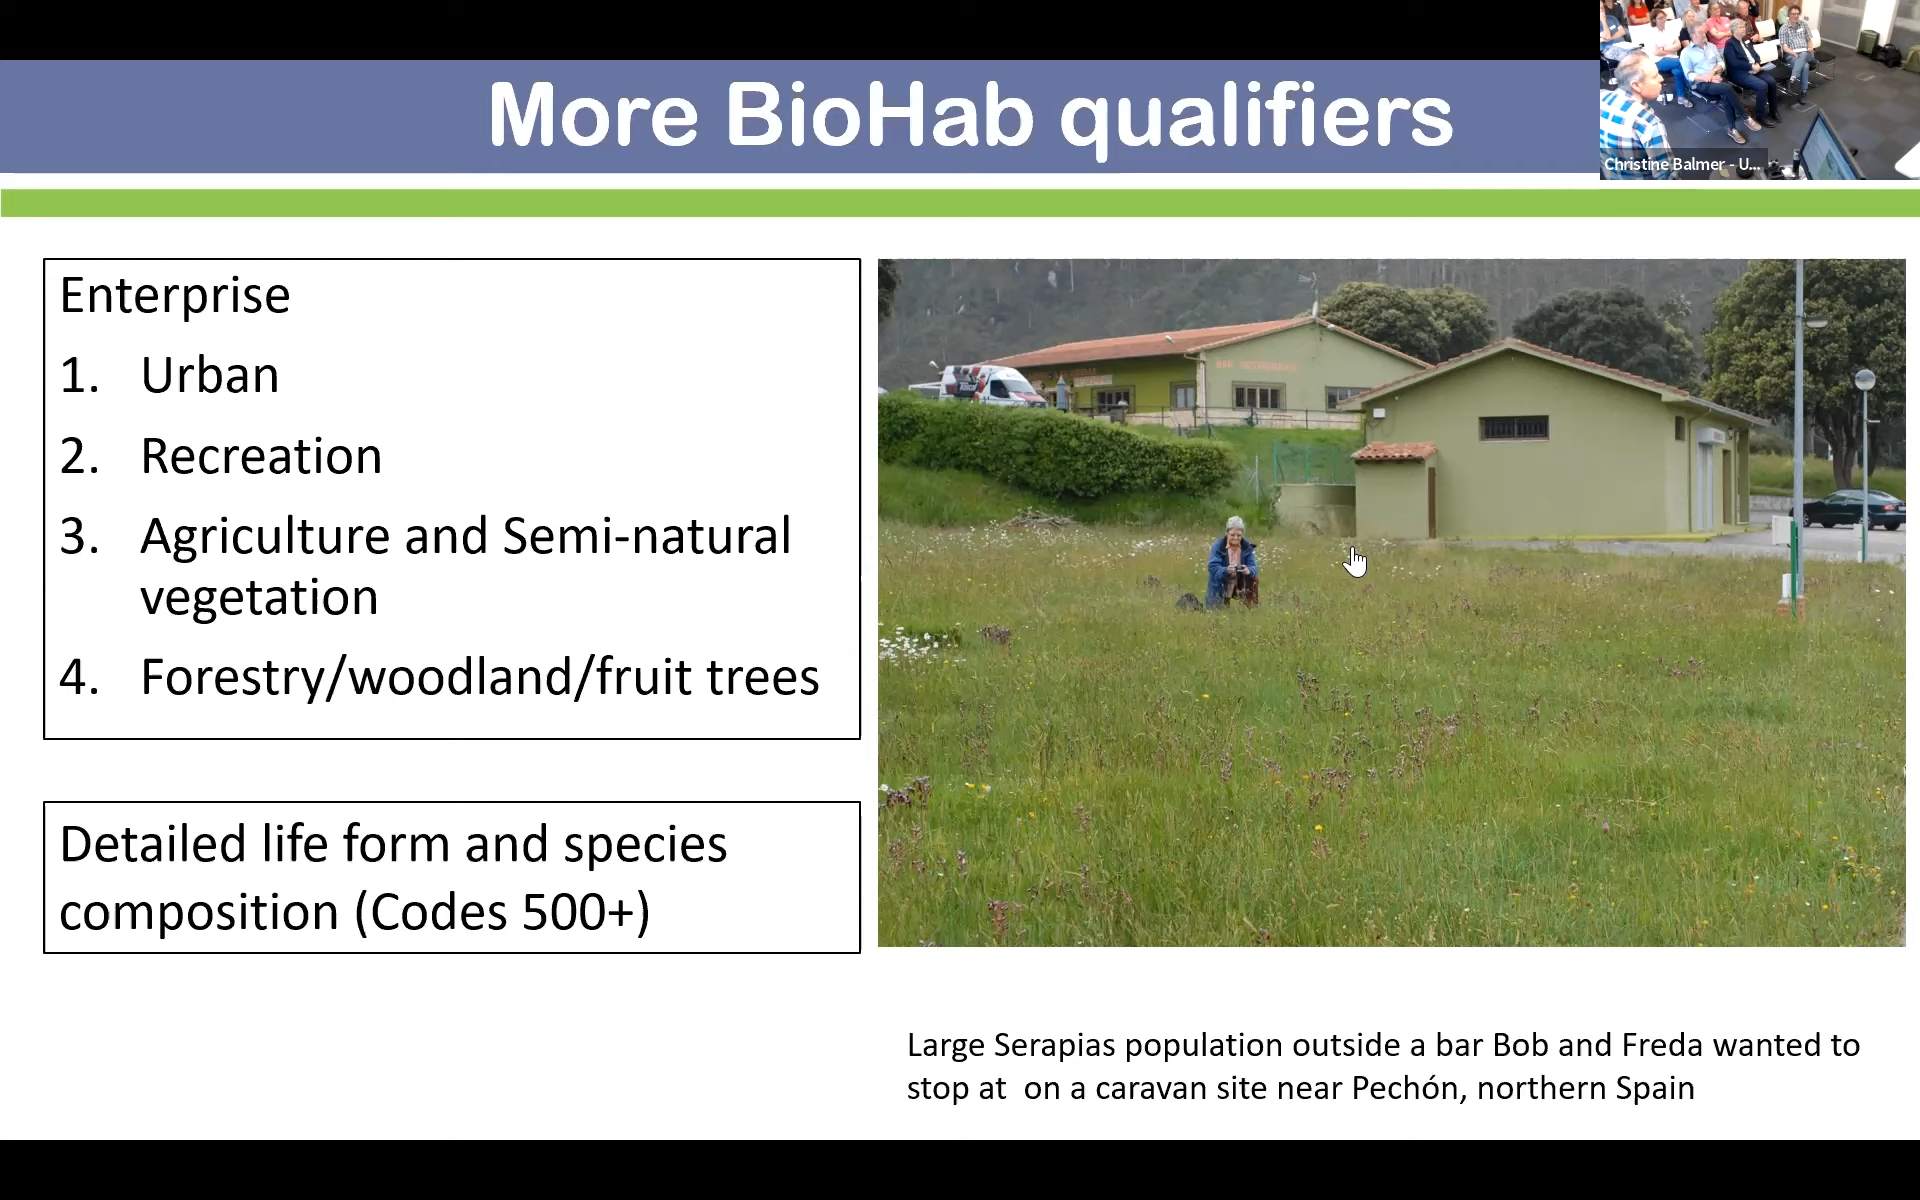 More BioHab qualifiers
Christine Balmer - U...
Enterprise
1. Urban
2. Recreation
3. Agriculture and Semi-natural
vegetation
4. Forestry/woodland/fruit trees
Detailed life form and species
composition (Codes 500+)
Large Serapias population outside a bar Bob and Freda wanted to
stop at  on a caravan site near Pechón, northern Spain